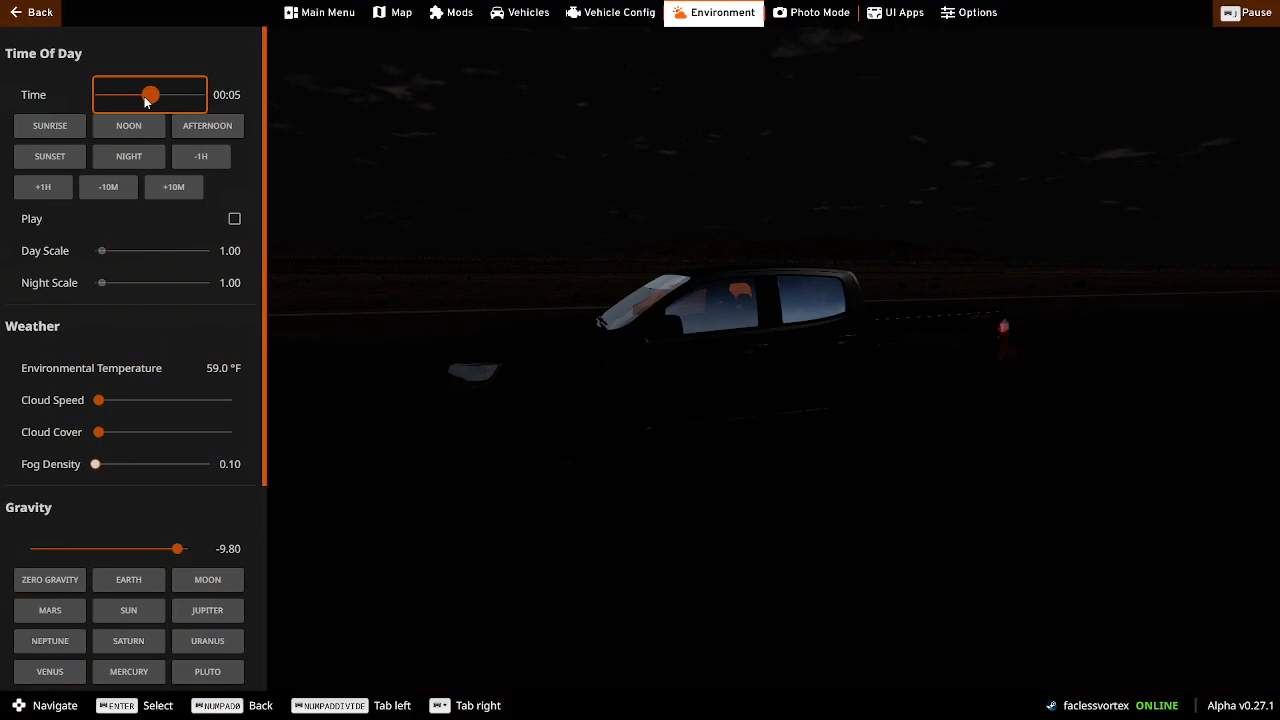 Back Main Menu Map Mods Vehicles Vehicle Config Environment Photo Mode UI Apps Options Pause
Time Of Day
Time 00:05
SUNRISE NOON AFTERNOON
SUNSET NIGHT -1H
+1H -10M +10M
Play
Day Scale 1.00
Night Scale 1.00
Weather
Environmental Temperature 59.0 °F
Cloud Speed
Cloud Cover
Fog Density 0.10
Gravity
-9.80
ZERO GRAVITY EARTH MOON
MARS SUN JUPITER
NEPTUNE SATURN URANUS
VENUS MERCURY PLUTO
Navigate ENTER Select NUMPAD0 Back NUMPADDIVIDE Tab left Tab right faclessvortex ONLINE Alpha v0.27.1